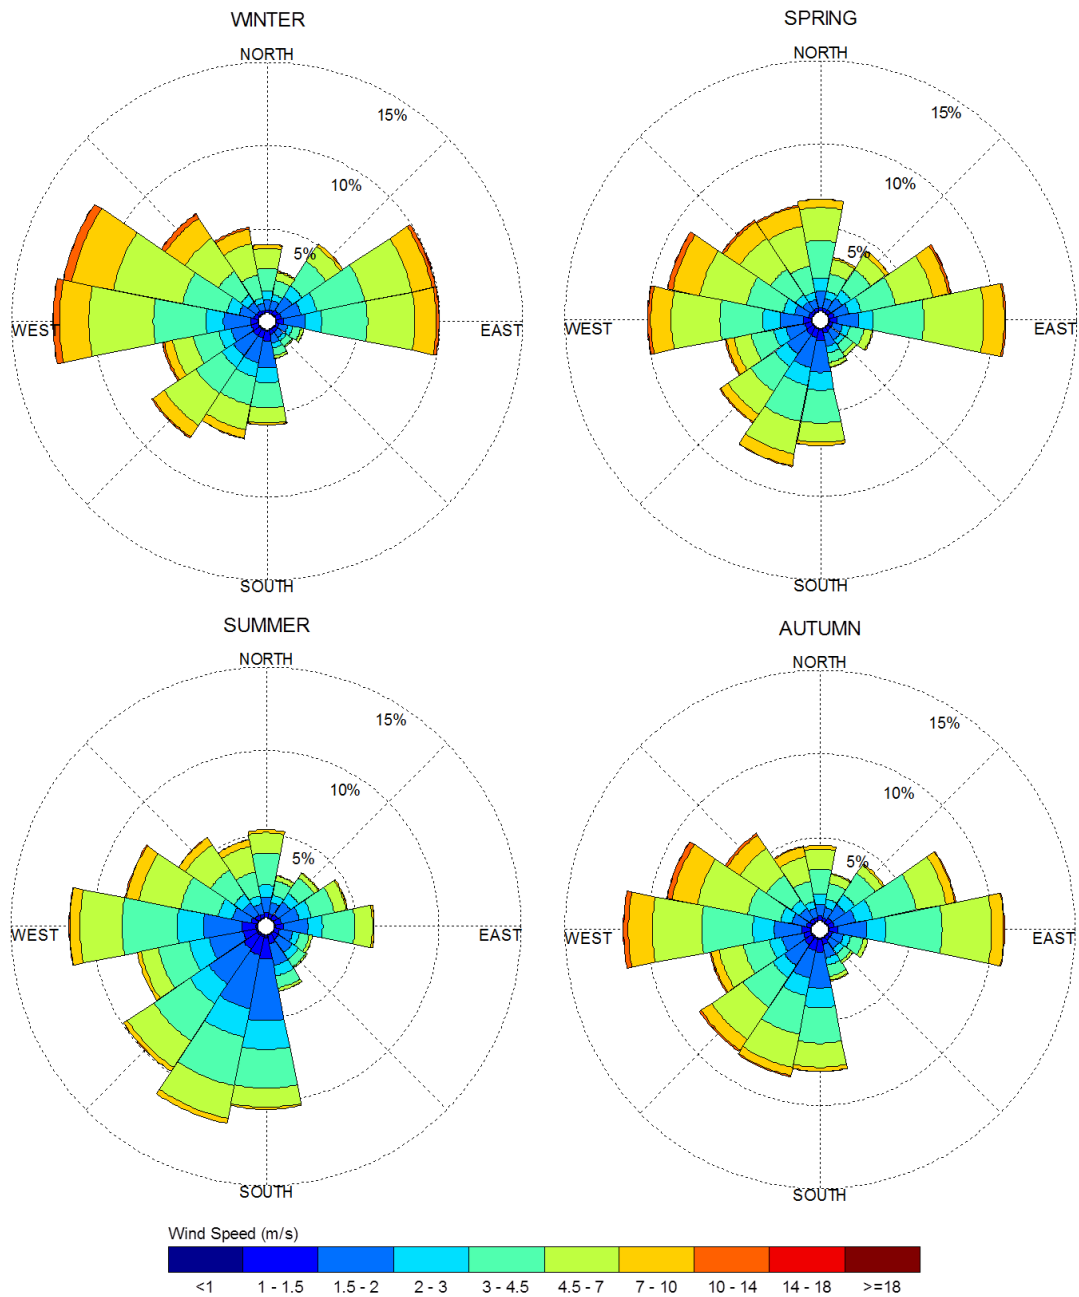 WINTER
NORTH
15%
10%
5%
WEST
EAST
SOUTH
SPRING
NORTH
15%
10%
5%
WEST
EAST
SOUTH
SUMMER
NORTH
15%
10%
5%
WEST
EAST
SOUTH
AUTUMN
NORTH
15%
10%
5%
WEST
EAST
SOUTH
Wind Speed (m/s)
<1 1 - 1.5 1.5 - 2 2 - 3 3 - 4.5 4.5 - 7 7 - 10 10 - 14 14 - 18 >=18